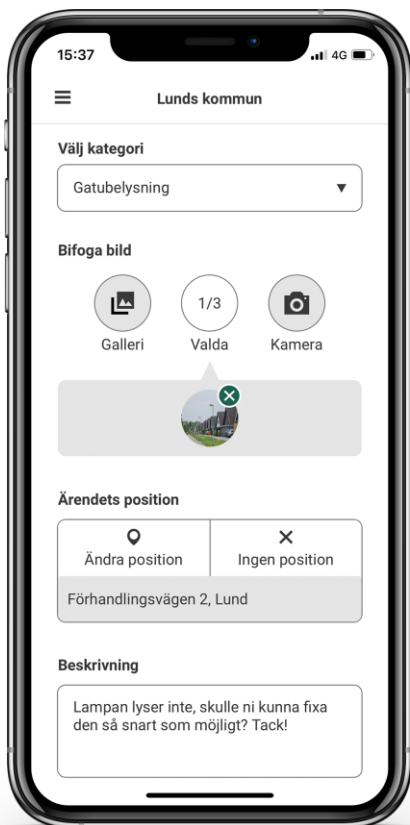 15:37
4G
Lunds kommun
Välj kategori
Gatubelysning
Bifoga bild
1/3
Galleri
Valda
Kamera
Ärendets position
Ändra position
Ingen position
Förhandlingsvägen 2, Lund
Beskrivning
Lampan lyser inte, skulle ni kunna fixa
den så snart som möjligt? Tack!